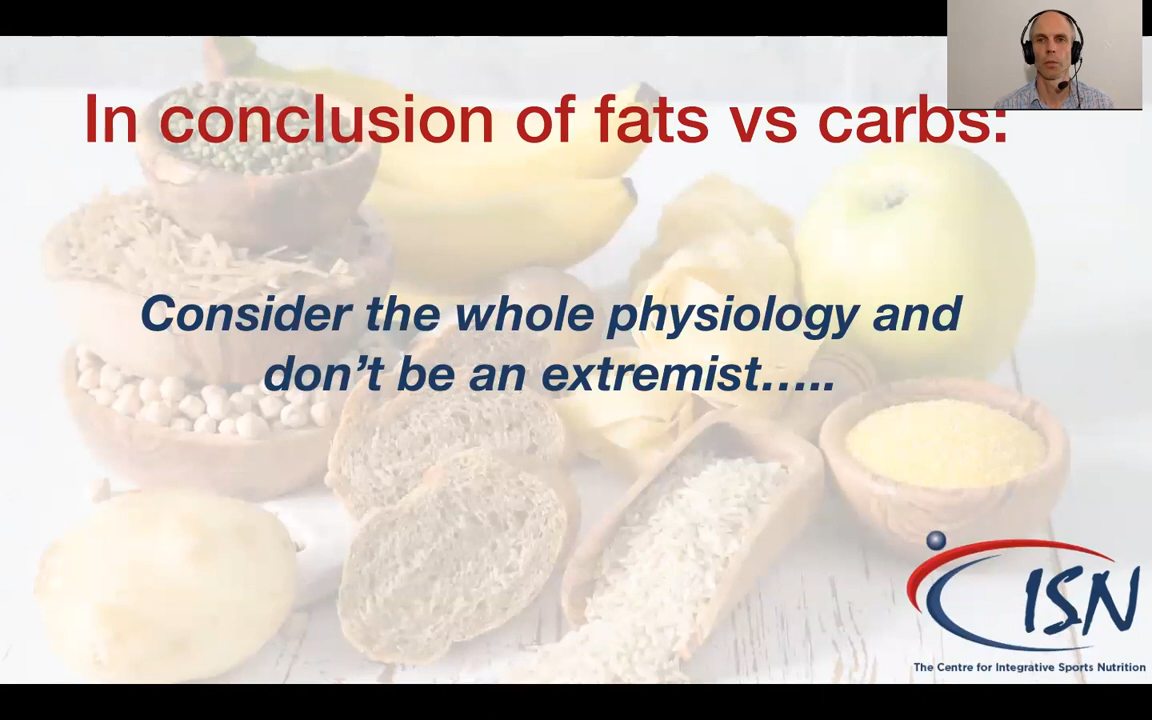 In conclusion of fats vs carbs:
Consider the whole physiology and
don’t be an extremist.....
CISN
The Centre for Integrative Sports Nutrition